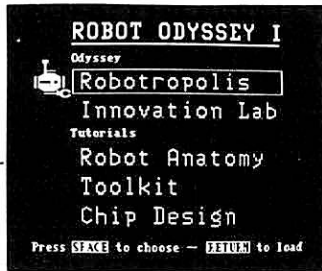 ROBOT ODYSSEY I
Odyssey
Robotropolis
Innovation Lab
Tutorials
Robot Anatomy
Toolkit
Chip Design
Press SPACE to choose — RETURN to load